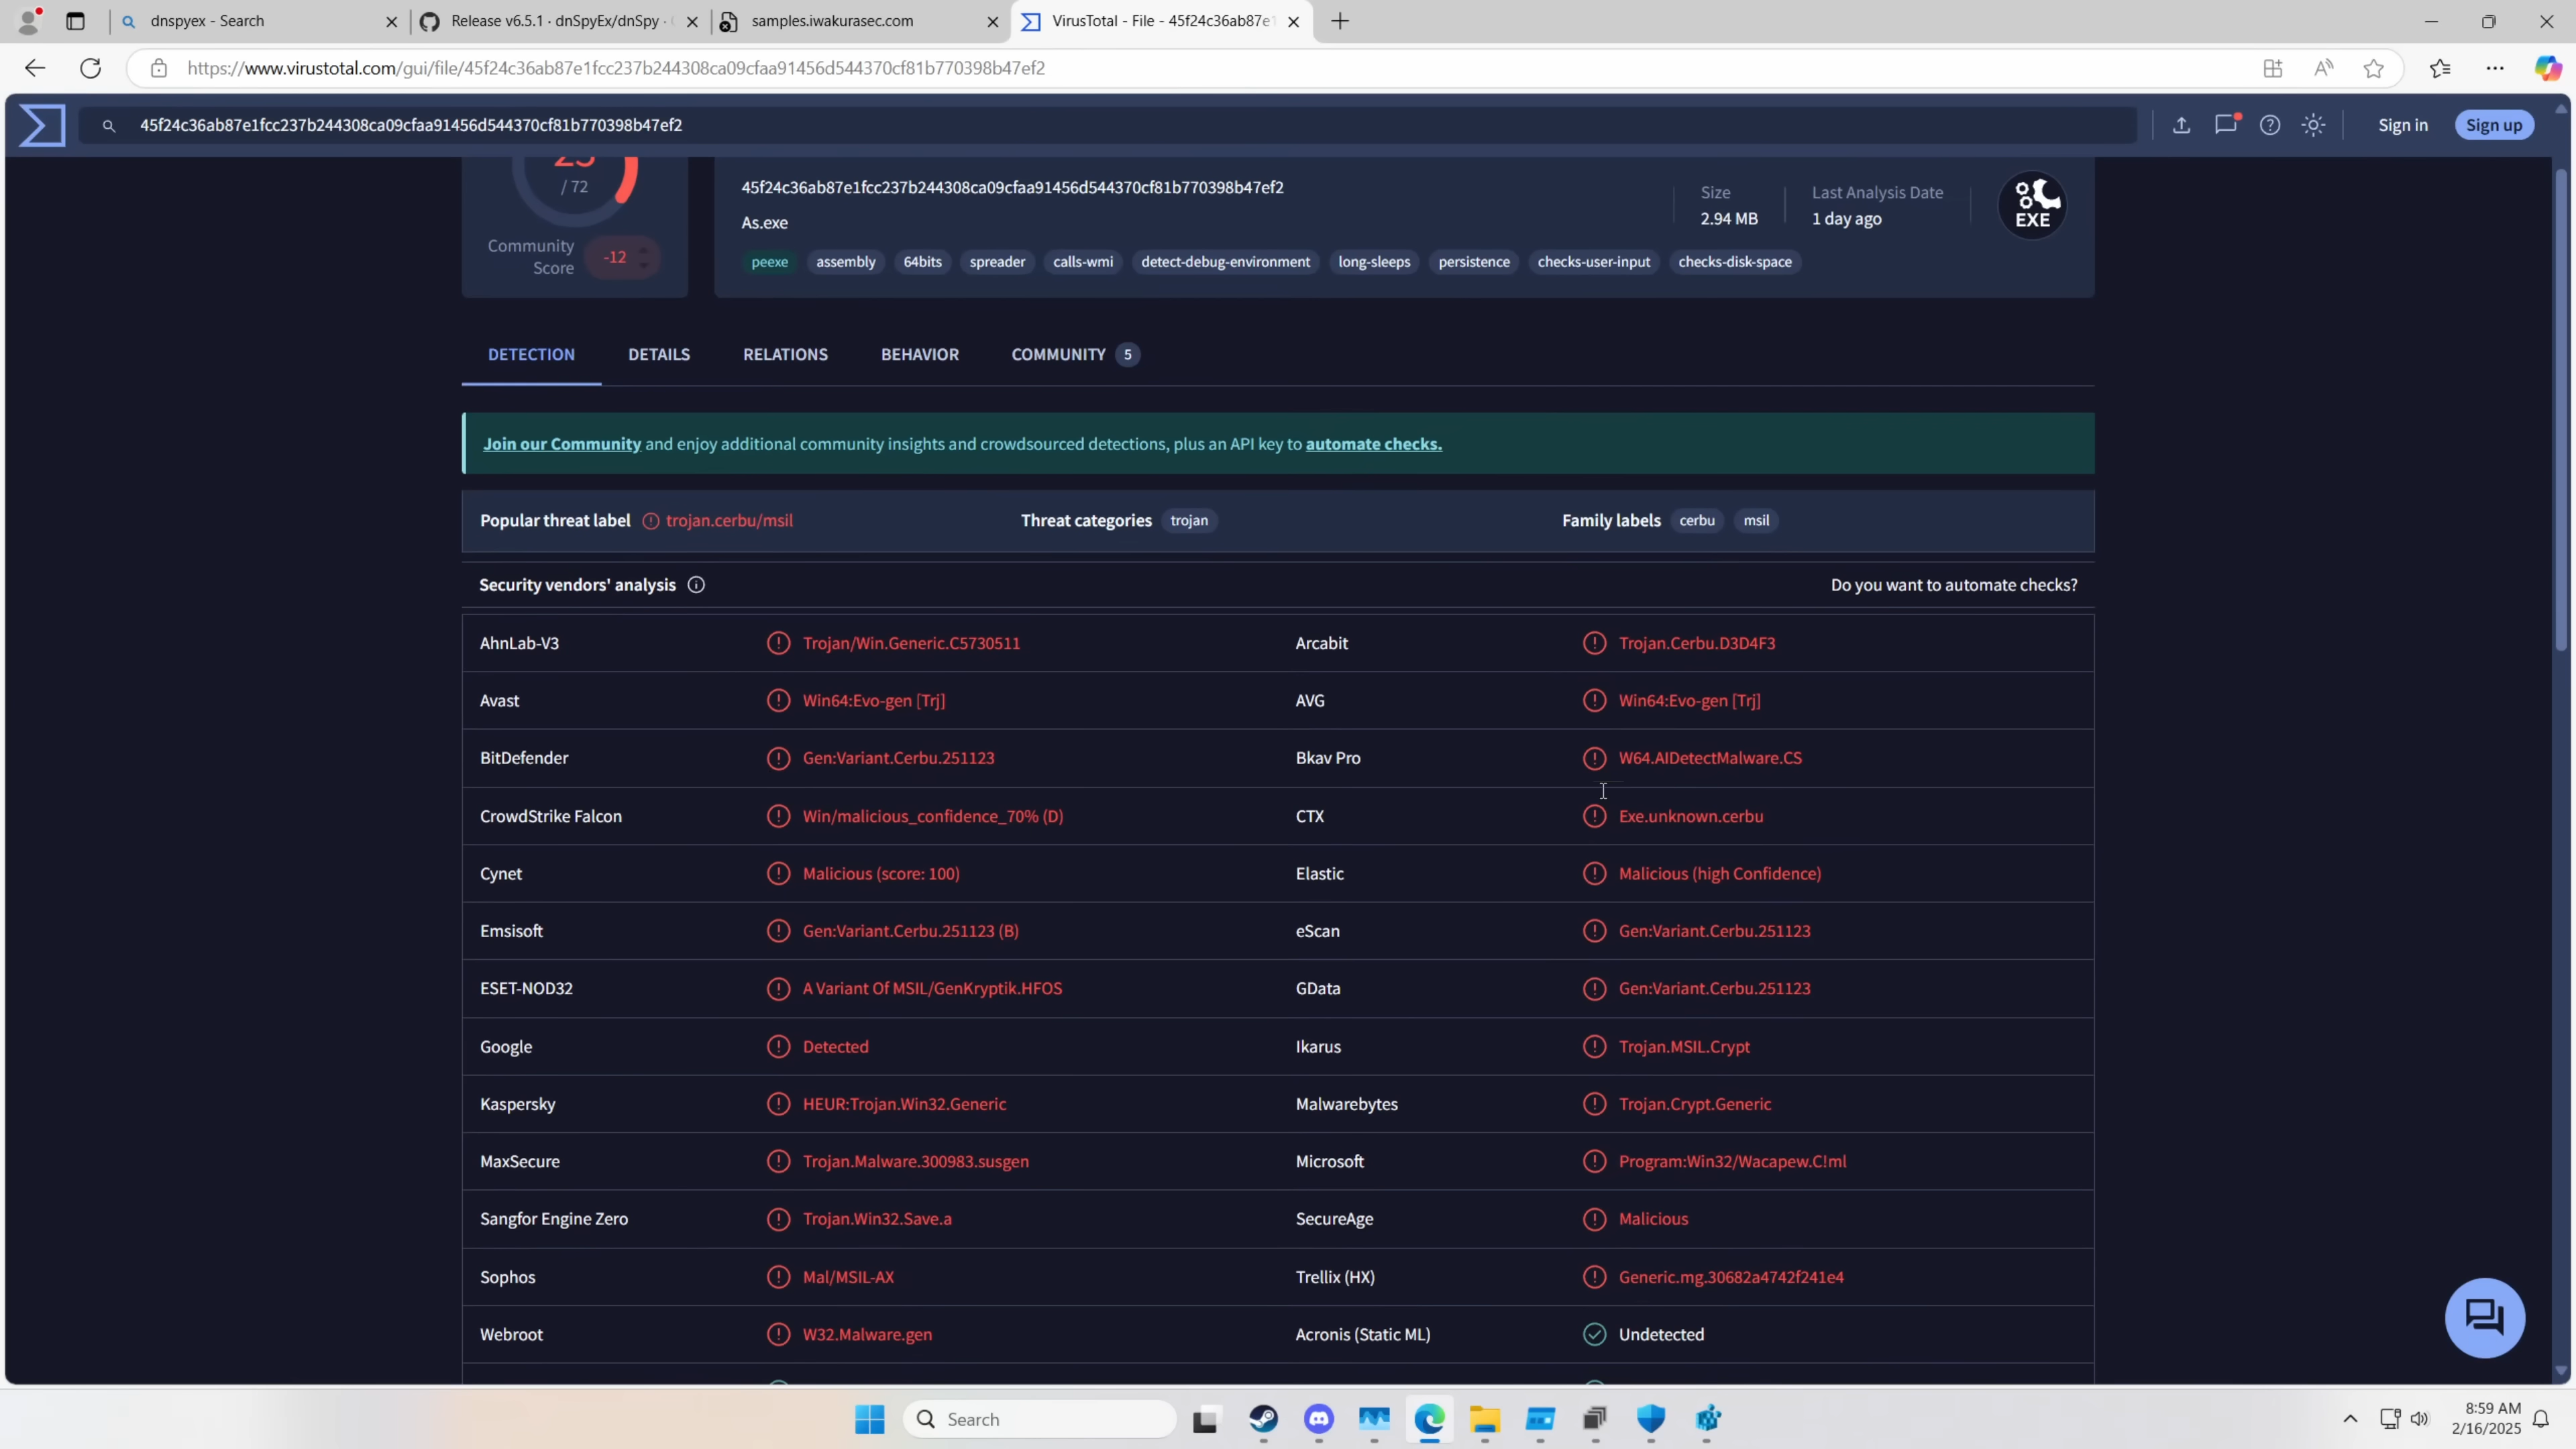 dnspyex - Search
Release v6.5.1 · dnSpyEx/dnSpy ·
samples.iwakurasec.com
VirusTotal - File - 45f24c36ab87e1
https://www.virustotal.com/gui/file/45f24c36ab87e1fcc237b244308ca09cfaa91456d544370cf81b770398b47ef2
45f24c36ab87e1fcc237b244308ca09cfaa91456d544370cf81b770398b47ef2
Sign in
Sign up
/ 72
Community Score
-12
45f24c36ab87e1fcc237b244308ca09cfaa91456d544370cf81b770398b47ef2
As.exe
Size
2.94 MB
Last Analysis Date
1 day ago
EXE
peexe assembly 64bits spreader calls-wmi detect-debug-environment long-sleeps persistence checks-user-input checks-disk-space
DETECTION DETAILS RELATIONS BEHAVIOR COMMUNITY 5
Join our Community and enjoy additional community insights and crowdsourced detections, plus an API key to automate checks.
Popular threat label trojan.cerbu/msil Threat categories trojan Family labels cerbu msil
Security vendors' analysis Do you want to automate checks?
AhnLab-V3 Trojan/Win.Generic.C5730511 Arcabit Trojan.Cerbu.D3D4F3
Avast Win64:Evo-gen [Trj] AVG Win64:Evo-gen [Trj]
BitDefender Gen:Variant.Cerbu.251123 Bkav Pro W64.AIDetectMalware.CS
CrowdStrike Falcon Win/malicious_confidence_70% (D) CTX Exe.unknown.cerbu
Cynet Malicious (score: 100) Elastic Malicious (high Confidence)
Emsisoft Gen:Variant.Cerbu.251123 (B) eScan Gen:Variant.Cerbu.251123
ESET-NOD32 A Variant Of MSIL/GenKryptik.HFOS GData Gen:Variant.Cerbu.251123
Google Detected Ikarus Trojan.MSIL.Crypt
Kaspersky HEUR:Trojan.Win32.Generic Malwarebytes Trojan.Crypt.Generic
MaxSecure Trojan.Malware.300983.susgen Microsoft Program:Win32/Wacapew.C!ml
Sangfor Engine Zero Trojan.Win32.Save.a SecureAge Malicious
Sophos Mal/MSIL-AX Trellix (HX) Generic.mg.30682a4742f241e4
Webroot W32.Malware.gen Acronis (Static ML) Undetected
Search
8:59 AM
2/16/2025